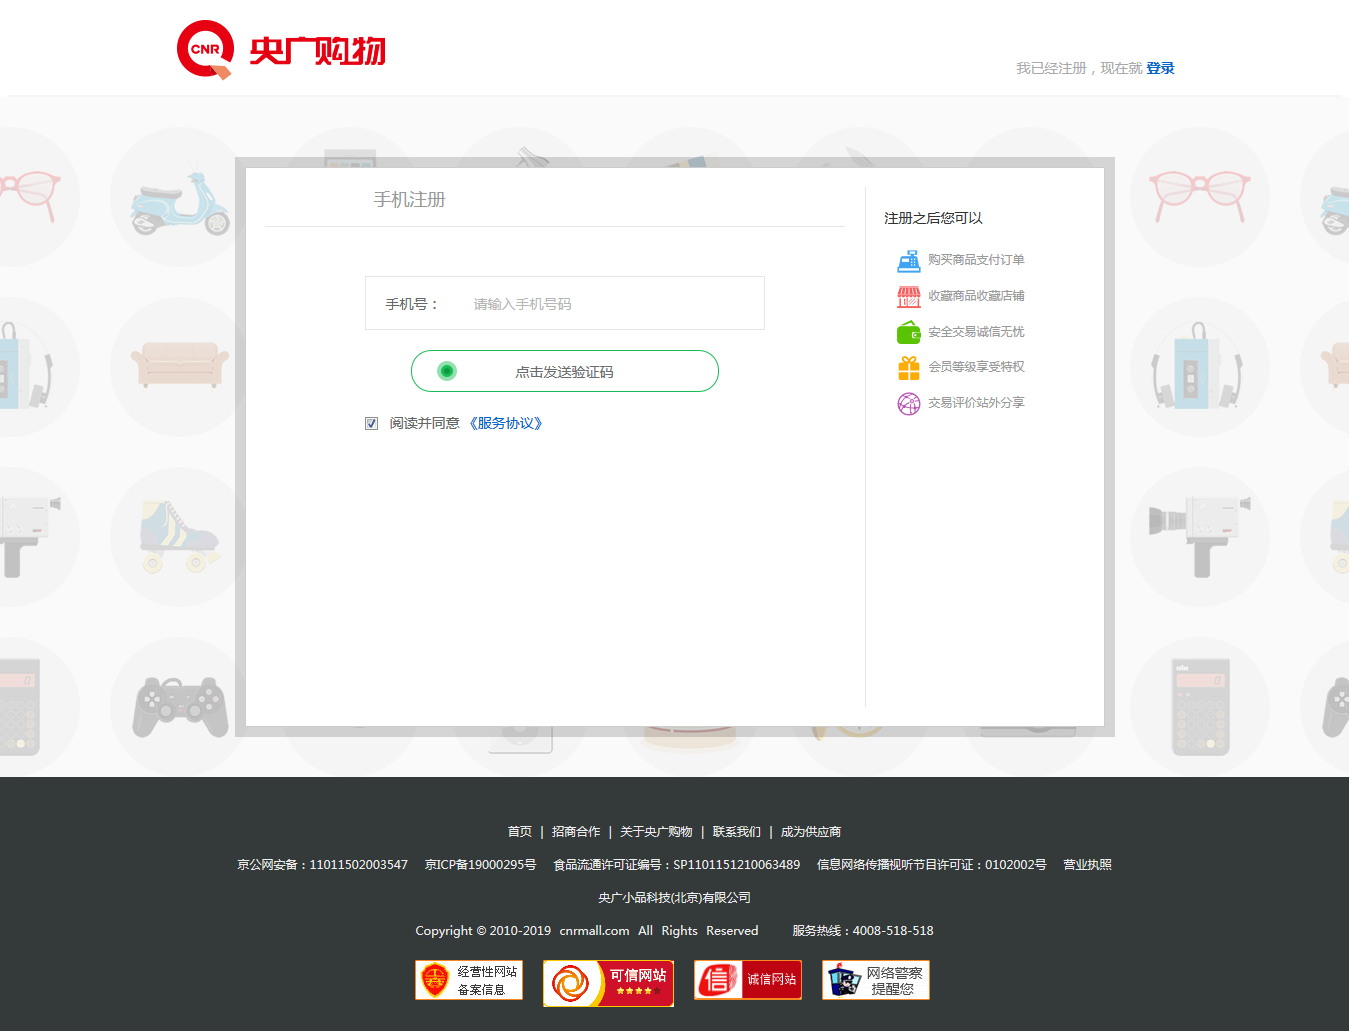 CNR 央广购物
我已经注册，现在就 登录
手机注册
手机号： 请输入手机号码
点击发送验证码
阅读并同意 《服务协议》
注册之后您可以
购买商品支付订单
收藏商品收藏店铺
安全交易诚信无忧
会员等级享受特权
交易评价站外分享
首页 | 招商合作 | 关于央广购物 | 联系我们 | 成为供应商
京公网安备：11011502003547 京ICP备19000295号 食品流通许可证编号：SP1101151210063489 信息网络传播视听节目许可证：0102002号 营业执照
央广小品科技(北京)有限公司
Copyright © 2010-2019 cnrmall.com All Rights Reserved 服务热线：4008-518-518
经营性网站
备案信息
可信网站
信 诚信网站
网络警察
提醒您